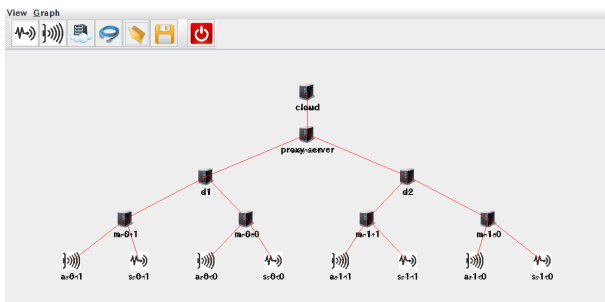 View Graph
cloud
proxy-server
d1 d2
m-0-1 m-0-0 m-1-1 m-1-0
a-0-1 s-0-1 a-0-0 s-0-0 a-1-1 s-1-1 a-1-0 s-1-0